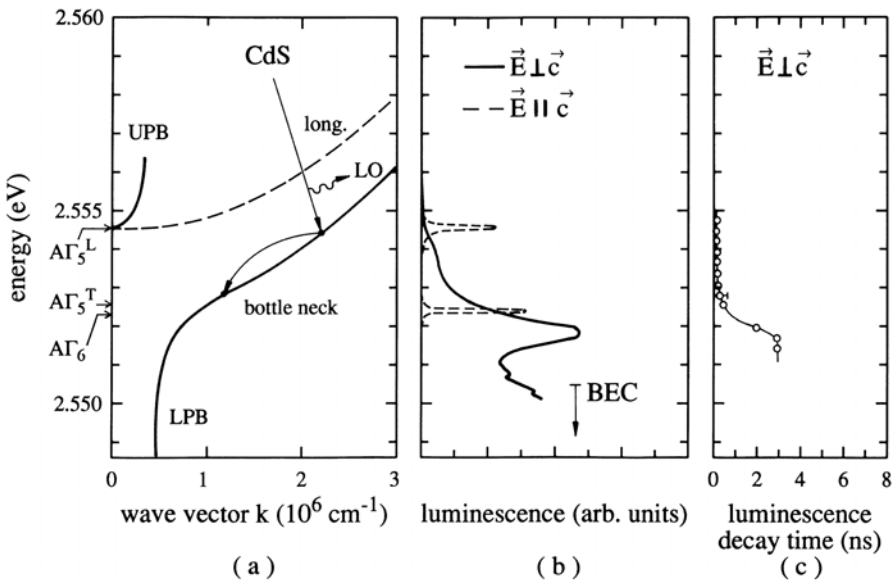 2.560
2.555
2.550
energy (eV)
AΓ₅ᴸ
AΓ₅ᵀ
AΓ₆
CdS
UPB
long.
LO
bottle neck
LPB
0 1 2 3
wave vector k (10⁶ cm⁻¹)
( a )
E⊥c
E || c
BEC
luminescence (arb. units)
( b )
E⊥c
0 2 4 6 8
luminescence
decay time (ns)
( c )